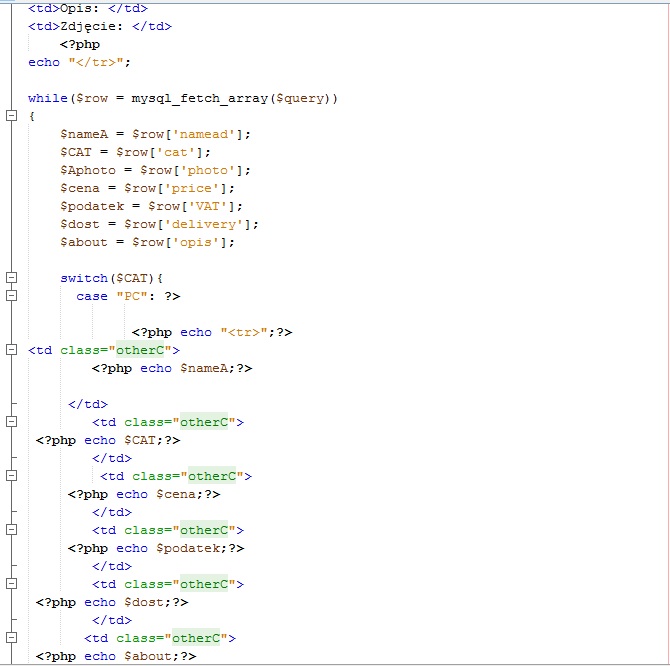 <td>Opis: </td>
<td>Zdjęcie: </td>
<?php
echo "</tr>";
while($row = mysql_fetch_array($query))
{
$nameA = $row['namead'];
$CAT = $row['cat'];
$Aphoto = $row['photo'];
$cena = $row['price'];
$podatek = $row['VAT'];
$dost = $row['delivery'];
$about = $row['opis'];
switch($CAT){
case "PC": ?>
<?php echo "<tr>";?>
<td class="otherC">
<?php echo $nameA;?>
</td>
<td class="otherC">
<?php echo $CAT;?>
</td>
<td class="otherC">
<?php echo $cena;?>
</td>
<td class="otherC">
<?php echo $podatek;?>
</td>
<td class="otherC">
<?php echo $dost;?>
</td>
<td class="otherC">
<?php echo $about;?>